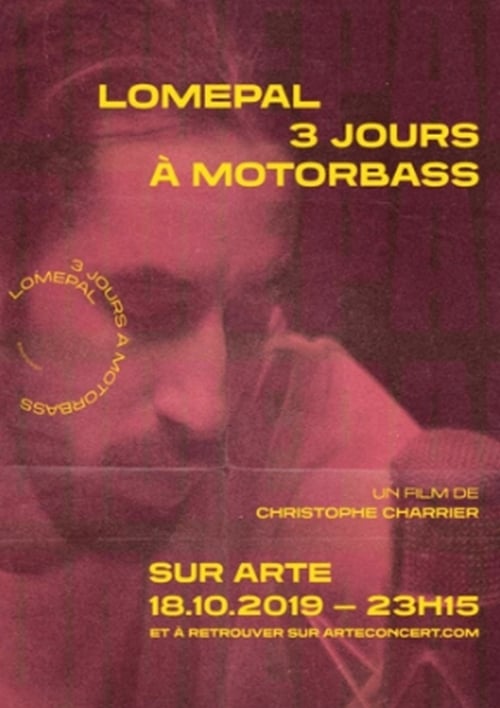 LOMEPAL
3 JOURS
À MOTORBASS
LOMEPAL
3 JOURS À MOTORBASS
UN FILM DE
CHRISTOPHE CHARRIER
SUR ARTE
18.10.2019 – 23H15
ET À RETROUVER SUR ARTECONCERT.COM